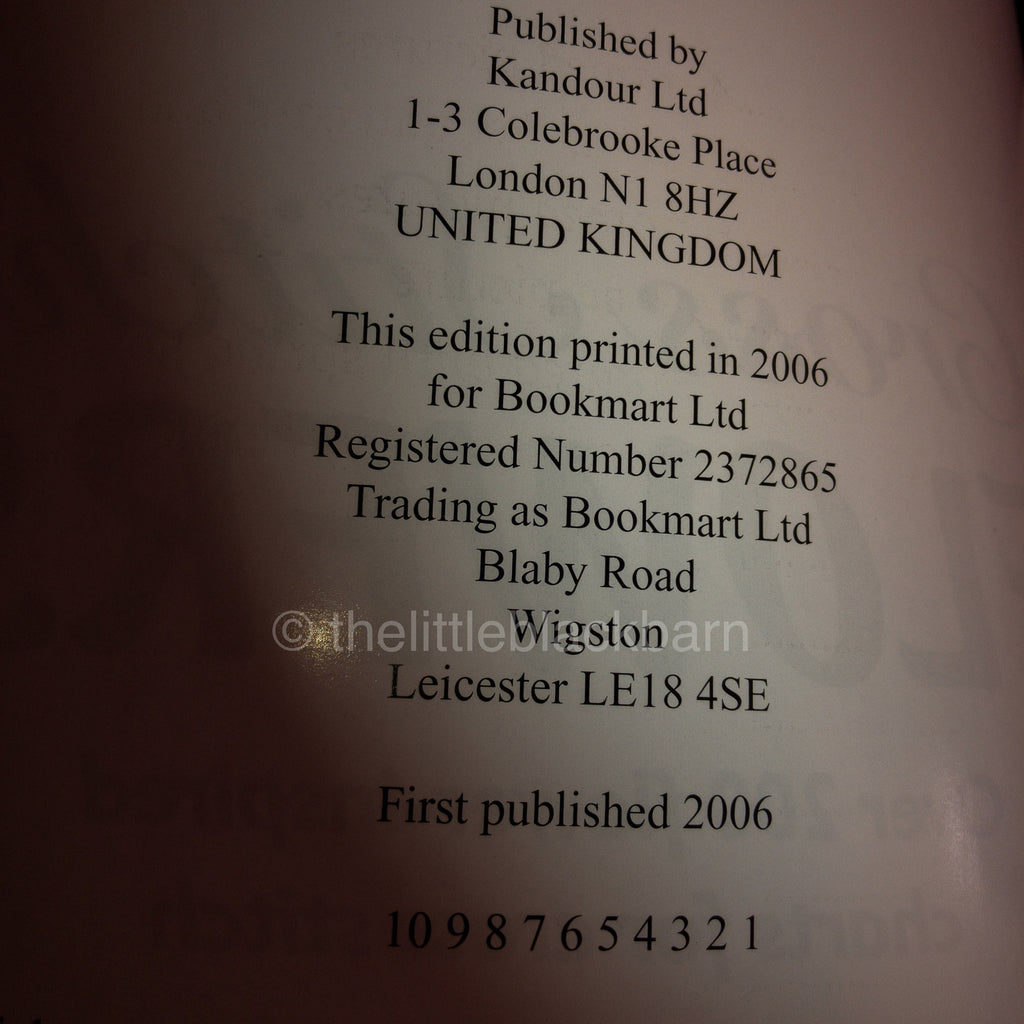 Published by
Kandour Ltd
1-3 Colebrooke Place
London N1 8HZ
UNITED KINGDOM
This edition printed in 2006
for Bookmart Ltd
Registered Number 2372865
Trading as Bookmart Ltd
Blaby Road
Wigston
© thelittleblackbarn
Leicester LE18 4SE
First published 2006
10 9 8 7 6 5 4 3 2 1